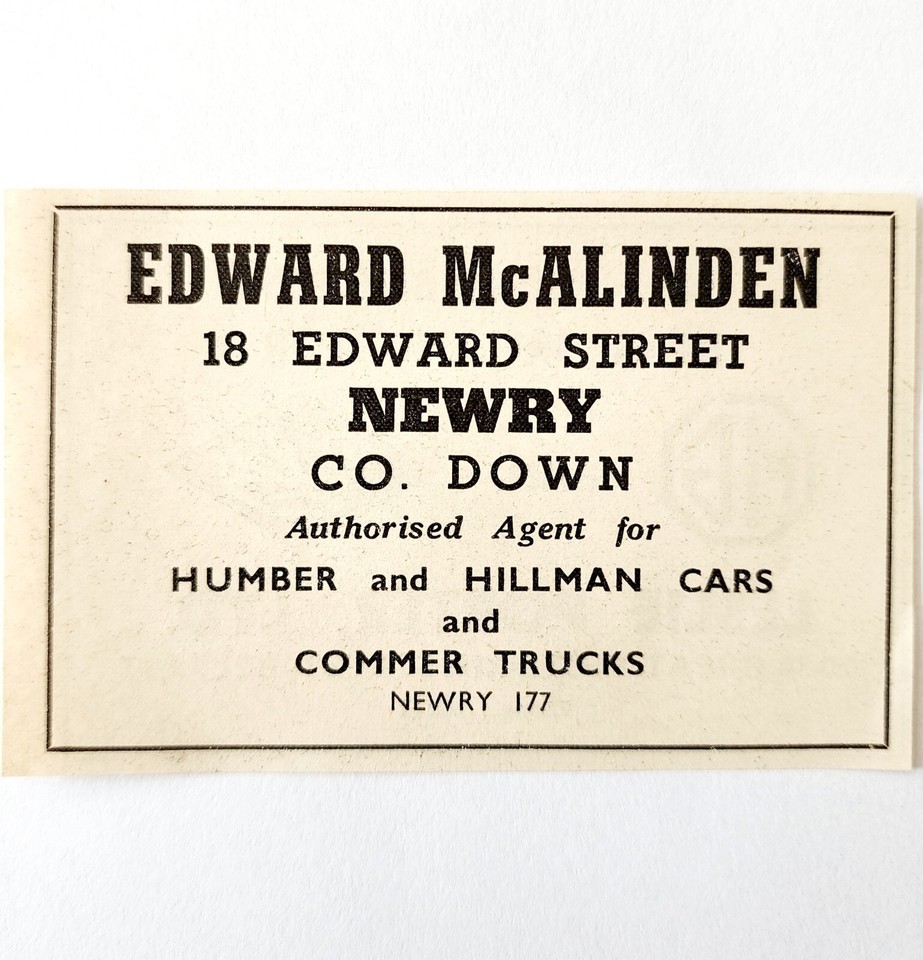 EDWARD McALINDEN
18 EDWARD STREET
NEWRY
CO. DOWN
Authorised Agent for
HUMBER and HILLMAN CARS
and
COMMER TRUCKS
NEWRY 177